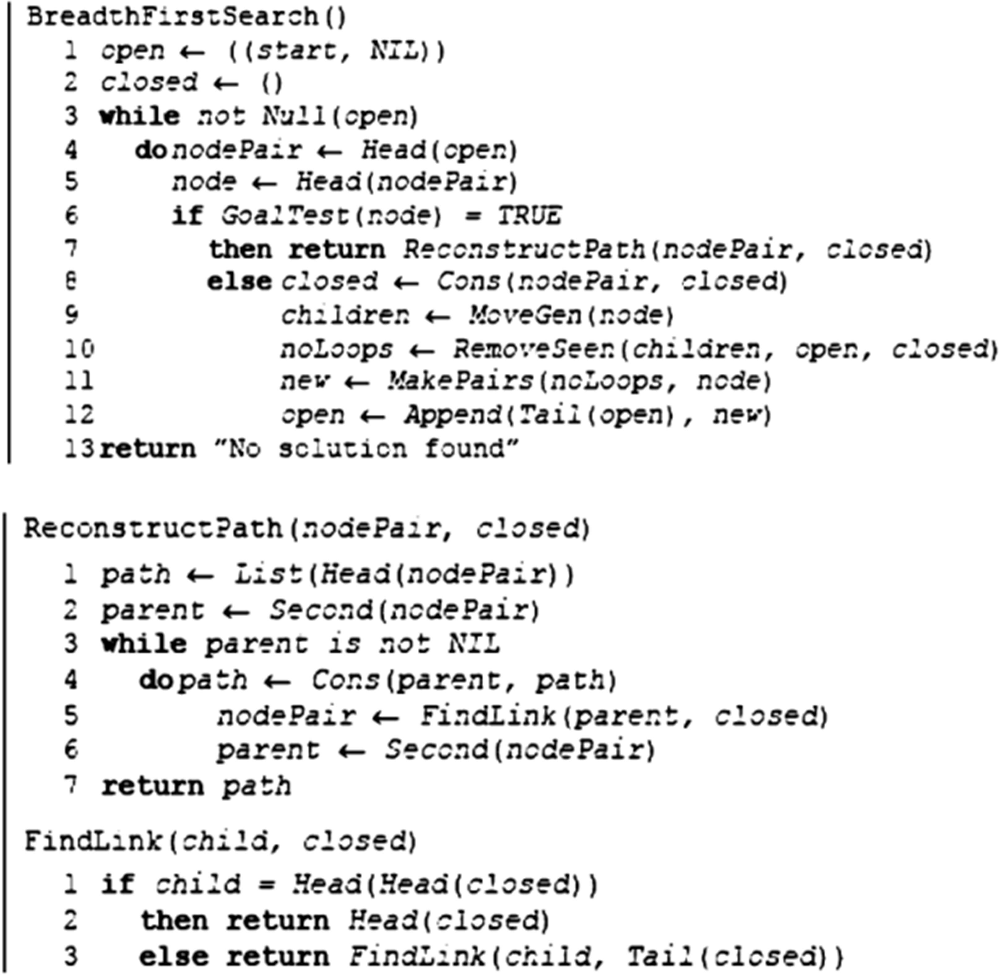 BreadthFirstSearch()
1 open ← ((start, NIL))
2 closed ← ()
3 while not Null(open)
4 do nodePair ← Head(open)
5 node ← Head(nodePair)
6 if GoalTest(node) = TRUE
7 then return ReconstructPath(nodePair, closed)
8 else closed ← Cons(nodePair, closed)
9 children ← MoveGen(node)
10 noLoops ← RemoveSeen(children, open, closed)
11 new ← MakePairs(noLoops, node)
12 open ← Append(Tail(open), new)
13 return "No solution found"
ReconstructPath(nodePair, closed)
1 path ← List(Head(nodePair))
2 parent ← Second(nodePair)
3 while parent is not NIL
4 do path ← Cons(parent, path)
5 nodePair ← FindLink(parent, closed)
6 parent ← Second(nodePair)
7 return path
FindLink(child, closed)
1 if child = Head(Head(closed))
2 then return Head(closed)
3 else return FindLink(child, Tail(closed))